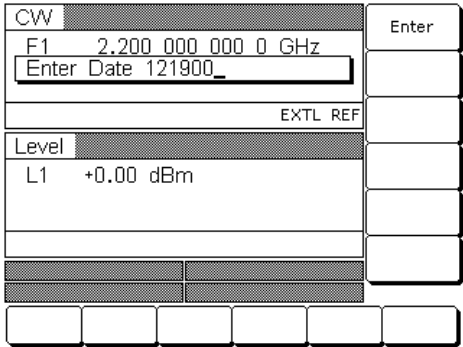 CW
Enter
F1 2.200 000 000 0 GHz
Enter Date 121900_
EXTL REF
Level
L1 +0.00 dBm